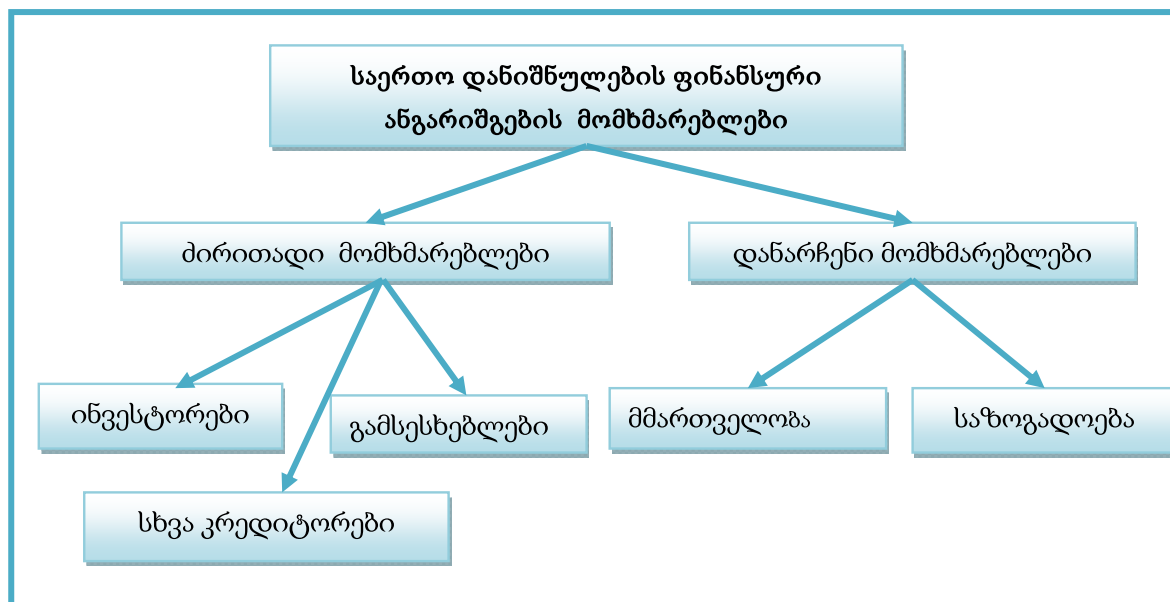 საერთო დანიშნულების ფინანსური
ანგარიშგების მომხმარებლები
ძირითადი მომხმარებლები
დანარჩენი მომხმარებლები
ინვესტორები
გამსესხებლები
მმართველობა
საზოგადოება
სხვა კრედიტორები